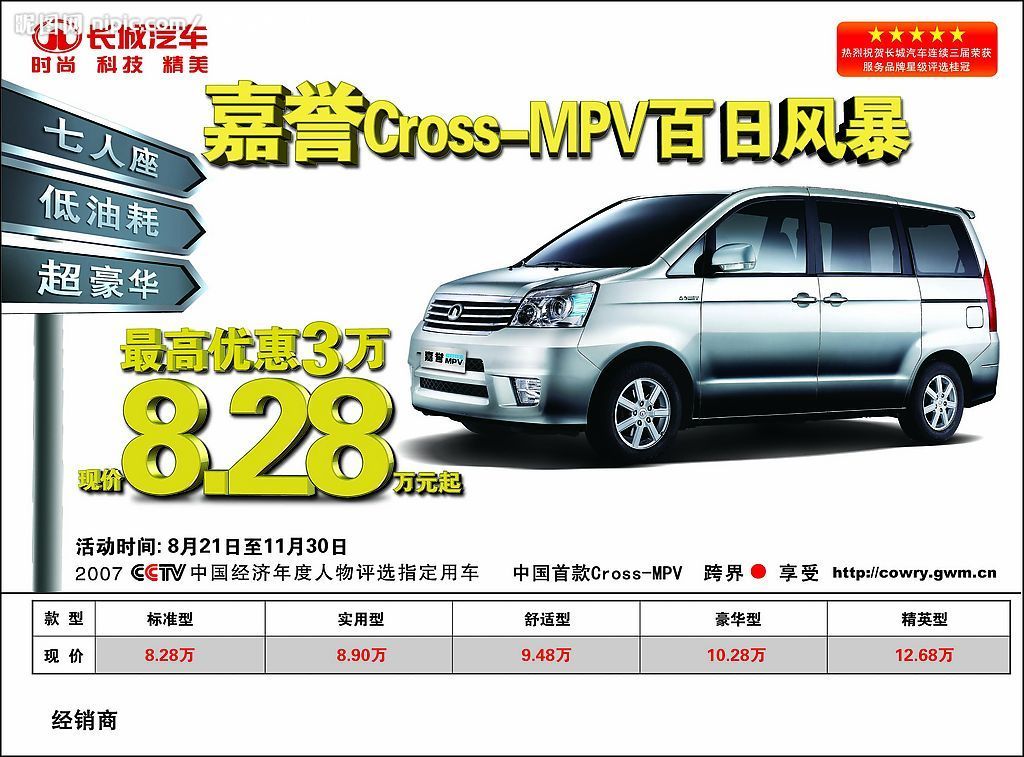 昵图网 nipic.com
长城汽车
时尚 科技 精美
★★★★★
热烈祝贺长城汽车连续三届荣获
服务品牌星级评选桂冠
嘉誉Cross-MPV百日风暴
七人座
低油耗
超豪华
嘉誉 MPV
最高优惠3万
现价8.28万元起
活动时间: 8月21日至11月30日
2007 CCTV 中国经济年度人物评选指定用车 中国首款Cross-MPV 跨界●享受 http://cowry.gwm.cn
款型 标准型 实用型 舒适型 豪华型 精英型
现价 8.28万 8.90万 9.48万 10.28万 12.68万
经销商